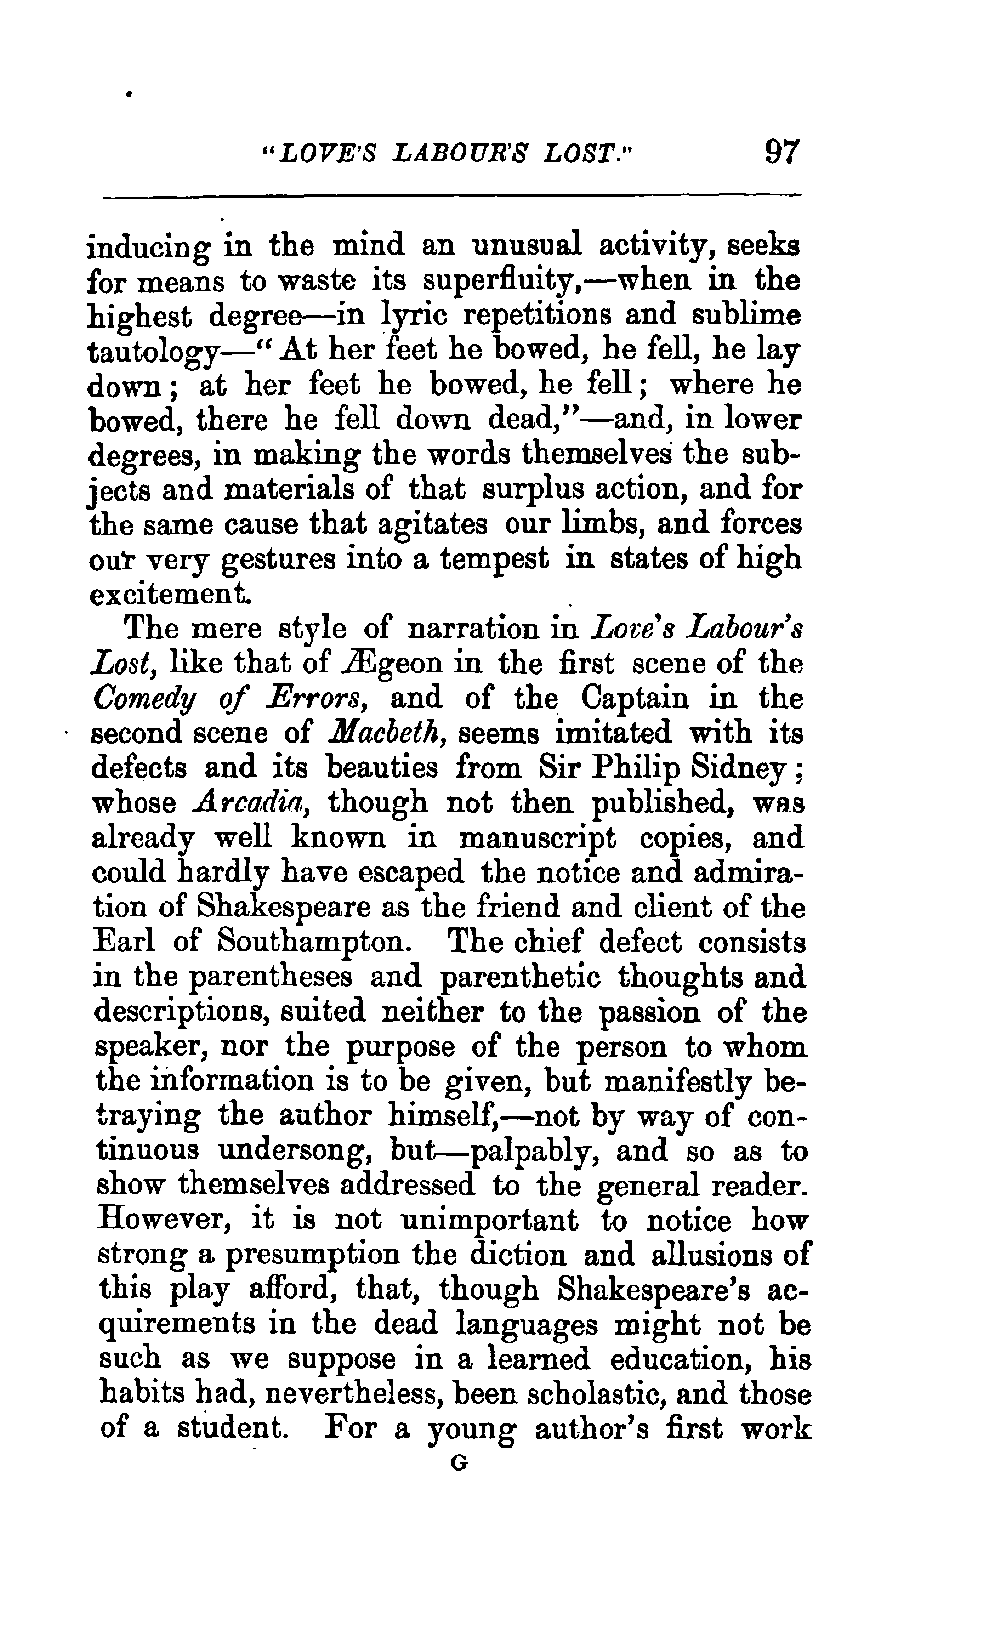 "LOVE'S LABOUR'S LOST." 97
inducing in the mind an unusual activity, seeks
for means to waste its superfluity,—when in the
highest degree—in lyric repetitions and sublime
tautology—"At her feet he bowed, he fell, he lay
down; at her feet he bowed, he fell; where he
bowed, there he fell down dead,"—and, in lower
degrees, in making the words themselves the sub-
jects and materials of that surplus action, and for
the same cause that agitates our limbs, and forces
our very gestures into a tempest in states of high
excitement.
The mere style of narration in Love's Labour's
Lost, like that of Ægeon in the first scene of the
Comedy of Errors, and of the Captain in the
second scene of Macbeth, seems imitated with its
defects and its beauties from Sir Philip Sidney;
whose Arcadia, though not then published, was
already well known in manuscript copies, and
could hardly have escaped the notice and admira-
tion of Shakespeare as the friend and client of the
Earl of Southampton. The chief defect consists
in the parentheses and parenthetic thoughts and
descriptions, suited neither to the passion of the
speaker, nor the purpose of the person to whom
the information is to be given, but manifestly be-
traying the author himself,—not by way of con-
tinuous undersong, but—palpably, and so as to
show themselves addressed to the general reader.
However, it is not unimportant to notice how
strong a presumption the diction and allusions of
this play afford, that, though Shakespeare's ac-
quirements in the dead languages might not be
such as we suppose in a learned education, his
habits had, nevertheless, been scholastic, and those
of a student. For a young author's first work
G